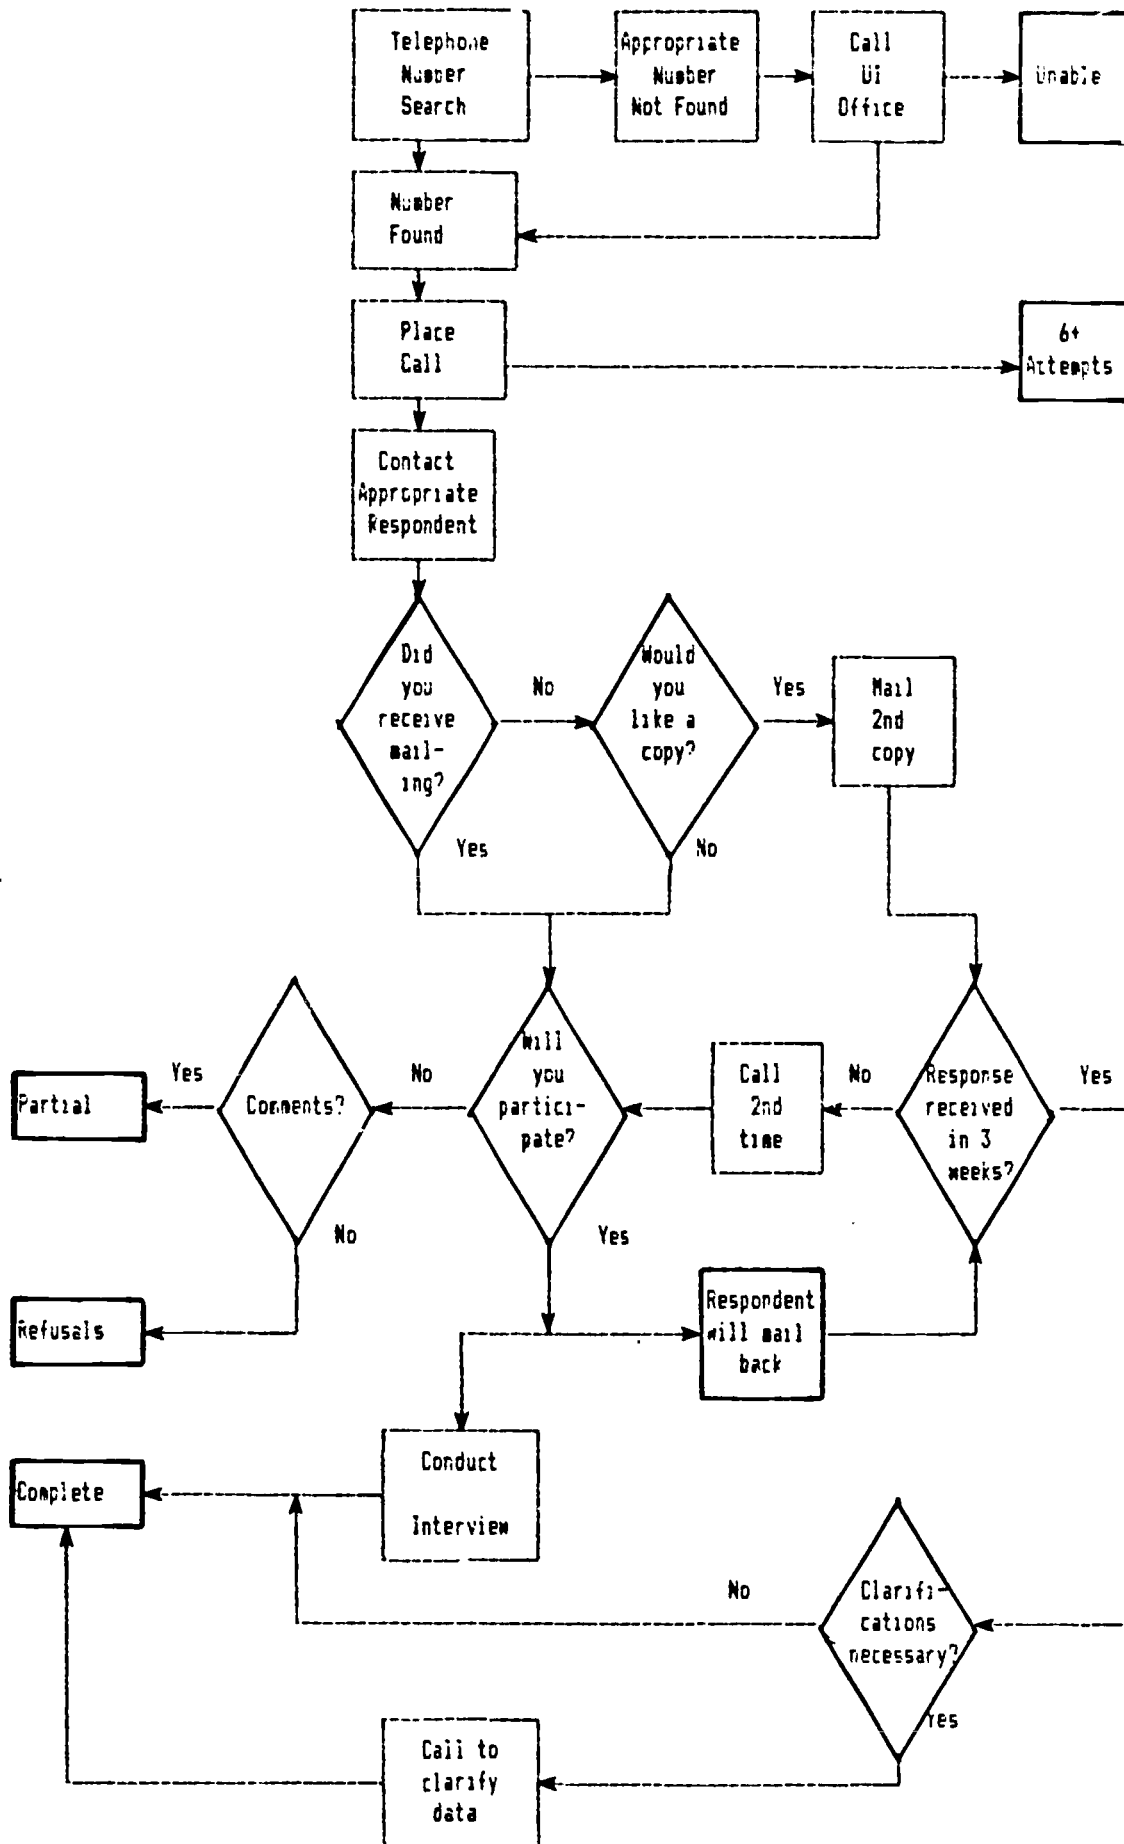 Telephone
Number
Search
Appropriate
Number
Not Found
Call
UI
Office
Unable
Number
Found
Place
Call
6+
Attempts
Contact
Appropriate
Respondent
Did
you
receive
mail-
ing?
No
Would
you
like a
copy?
Yes
Mail
2nd
copy
Yes
No
Partial
Yes
Comments?
No
Will
you
partici-
pate?
Call
2nd
time
No
Response
received
in 3
weeks?
Yes
No
Yes
Refusals
Respondent
will mail
back
Complete
Conduct
Interview
No
Clarifi-
cations
necessary?
Yes
Call to
clarify
data